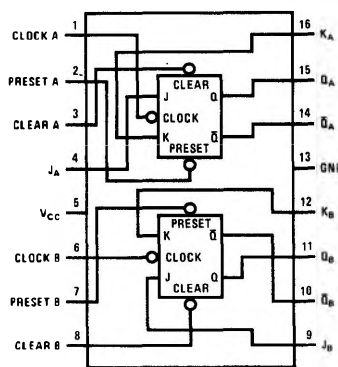 1
CLOCK A
2
PRESET A
3
CLEAR A
4
JA
5
VCC
6
CLOCK B
7
PRESET B
8
CLEAR B
16
KA
15
QA
14
Q̅A
13
GN
12
KB
11
QB
10
Q̅B
9
JB
CLEAR
J Q
CLOCK
K Q̅
PRESET
PRESET
K Q̅
CLOCK
J Q
CLEAR